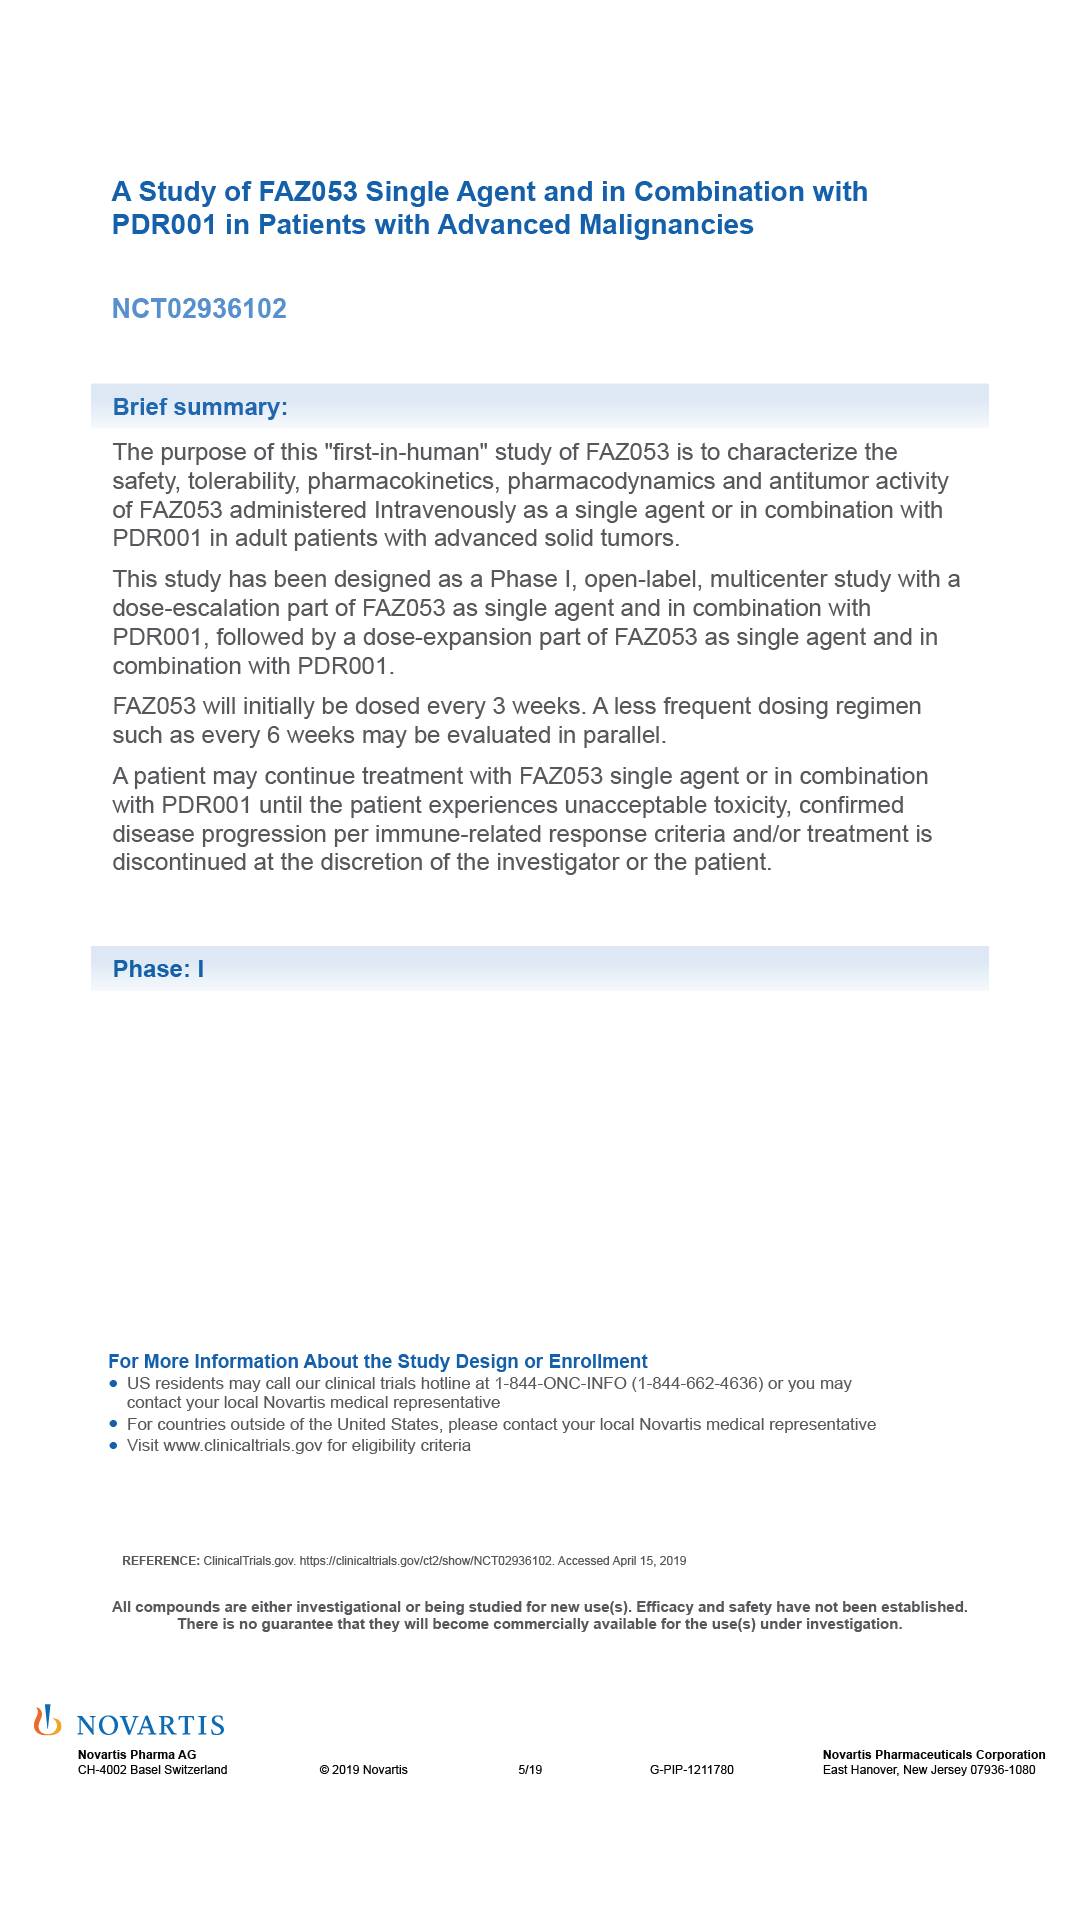 A Study of FAZ053 Single Agent and in Combination with
PDR001 in Patients with Advanced Malignancies
NCT02936102
Brief summary:
The purpose of this "first-in-human" study of FAZ053 is to characterize the
safety, tolerability, pharmacokinetics, pharmacodynamics and antitumor activity
of FAZ053 administered Intravenously as a single agent or in combination with
PDR001 in adult patients with advanced solid tumors.
This study has been designed as a Phase I, open-label, multicenter study with a
dose-escalation part of FAZ053 as single agent and in combination with
PDR001, followed by a dose-expansion part of FAZ053 as single agent and in
combination with PDR001.
FAZ053 will initially be dosed every 3 weeks. A less frequent dosing regimen
such as every 6 weeks may be evaluated in parallel.
A patient may continue treatment with FAZ053 single agent or in combination
with PDR001 until the patient experiences unacceptable toxicity, confirmed
disease progression per immune-related response criteria and/or treatment is
discontinued at the discretion of the investigator or the patient.
Phase: I
For More Information About the Study Design or Enrollment
● US residents may call our clinical trials hotline at 1-844-ONC-INFO (1-844-662-4636) or you may
contact your local Novartis medical representative
● For countries outside of the United States, please contact your local Novartis medical representative
● Visit www.clinicaltrials.gov for eligibility criteria
REFERENCE: ClinicalTrials.gov. https://clinicaltrials.gov/ct2/show/NCT02936102. Accessed April 15, 2019
All compounds are either investigational or being studied for new use(s). Efficacy and safety have not been established.
There is no guarantee that they will become commercially available for the use(s) under investigation.
NOVARTIS
Novartis Pharma AG
CH-4002 Basel Switzerland
© 2019 Novartis
5/19
G-PIP-1211780
Novartis Pharmaceuticals Corporation
East Hanover, New Jersey 07936-1080